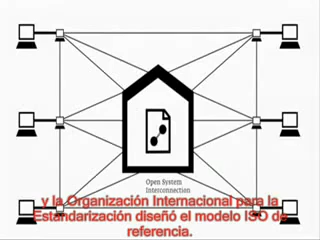 Open System
Interconnection
y la Organización Internacional para la
Estandarización diseñó el modelo ISO de
referencia.